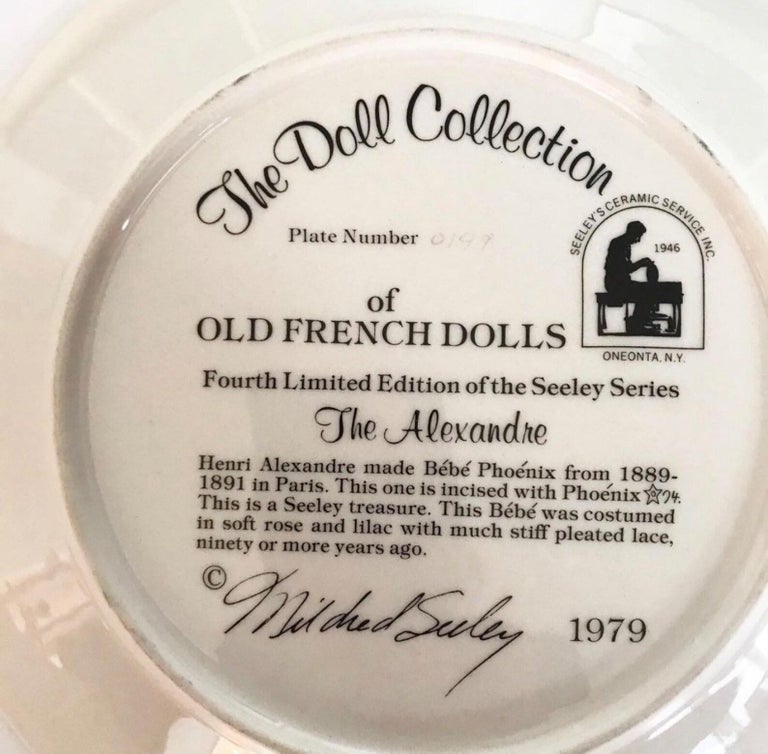 The Doll Collection
Plate Number 0199
SEELEY'S CERAMIC SERVICE INC.
1946
ONEONTA, N.Y.
of
OLD FRENCH DOLLS
Fourth Limited Edition of the Seeley Series
The Alexandre
Henri Alexandre made Bébé Phoénix from 1889-
1891 in Paris. This one is incised with Phoénix ☆94.
This is a Seeley treasure. This Bébé was costumed
in soft rose and lilac with much stiff pleated lace,
ninety or more years ago.
© Mildred Seeley 1979